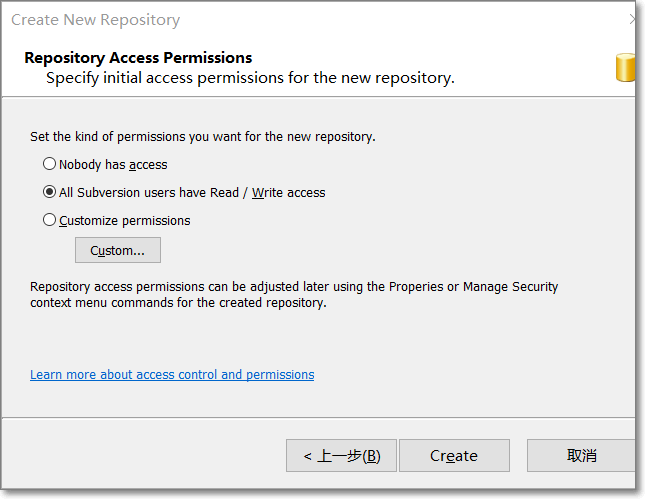 Create New Repository
Repository Access Permissions
Specify initial access permissions for the new repository.
Set the kind of permissions you want for the new repository.
Nobody has access
All Subversion users have Read / Write access
Customize permissions
Custom...
Repository access permissions can be adjusted later using the Properies or Manage Security
context menu commands for the created repository.
Learn more about access control and permissions
< 上一步(B)
Create
取消